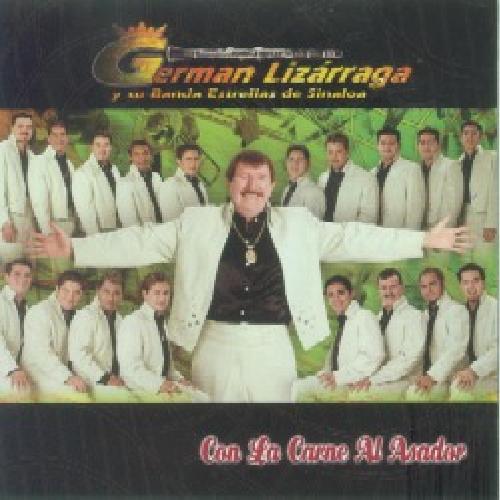 German Lizárraga
y su Banda Estrellas de Sinaloa
Con La Carne Al Asador